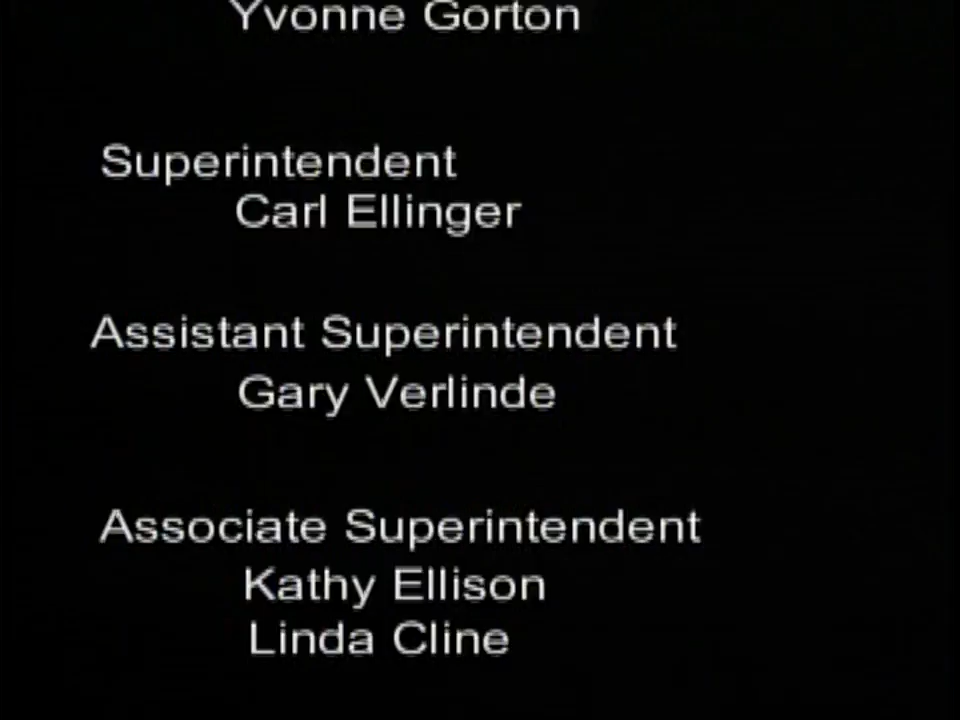 Yvonne Gorton
Superintendent
Carl Ellinger
Assistant Superintendent
Gary Verlinde
Associate Superintendent
Kathy Ellison
Linda Cline